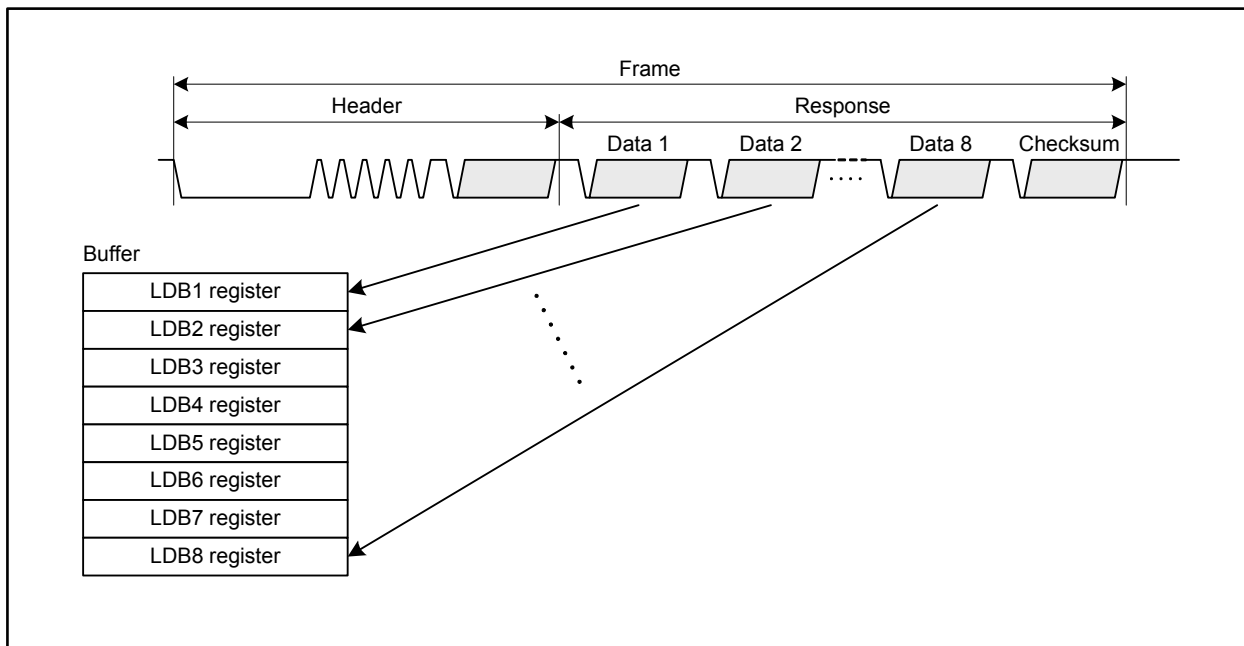 Frame
Header
Response
Data 1
Data 2
Data 8
Checksum
Buffer
LDB1 register
LDB2 register
LDB3 register
LDB4 register
LDB5 register
LDB6 register
LDB7 register
LDB8 register